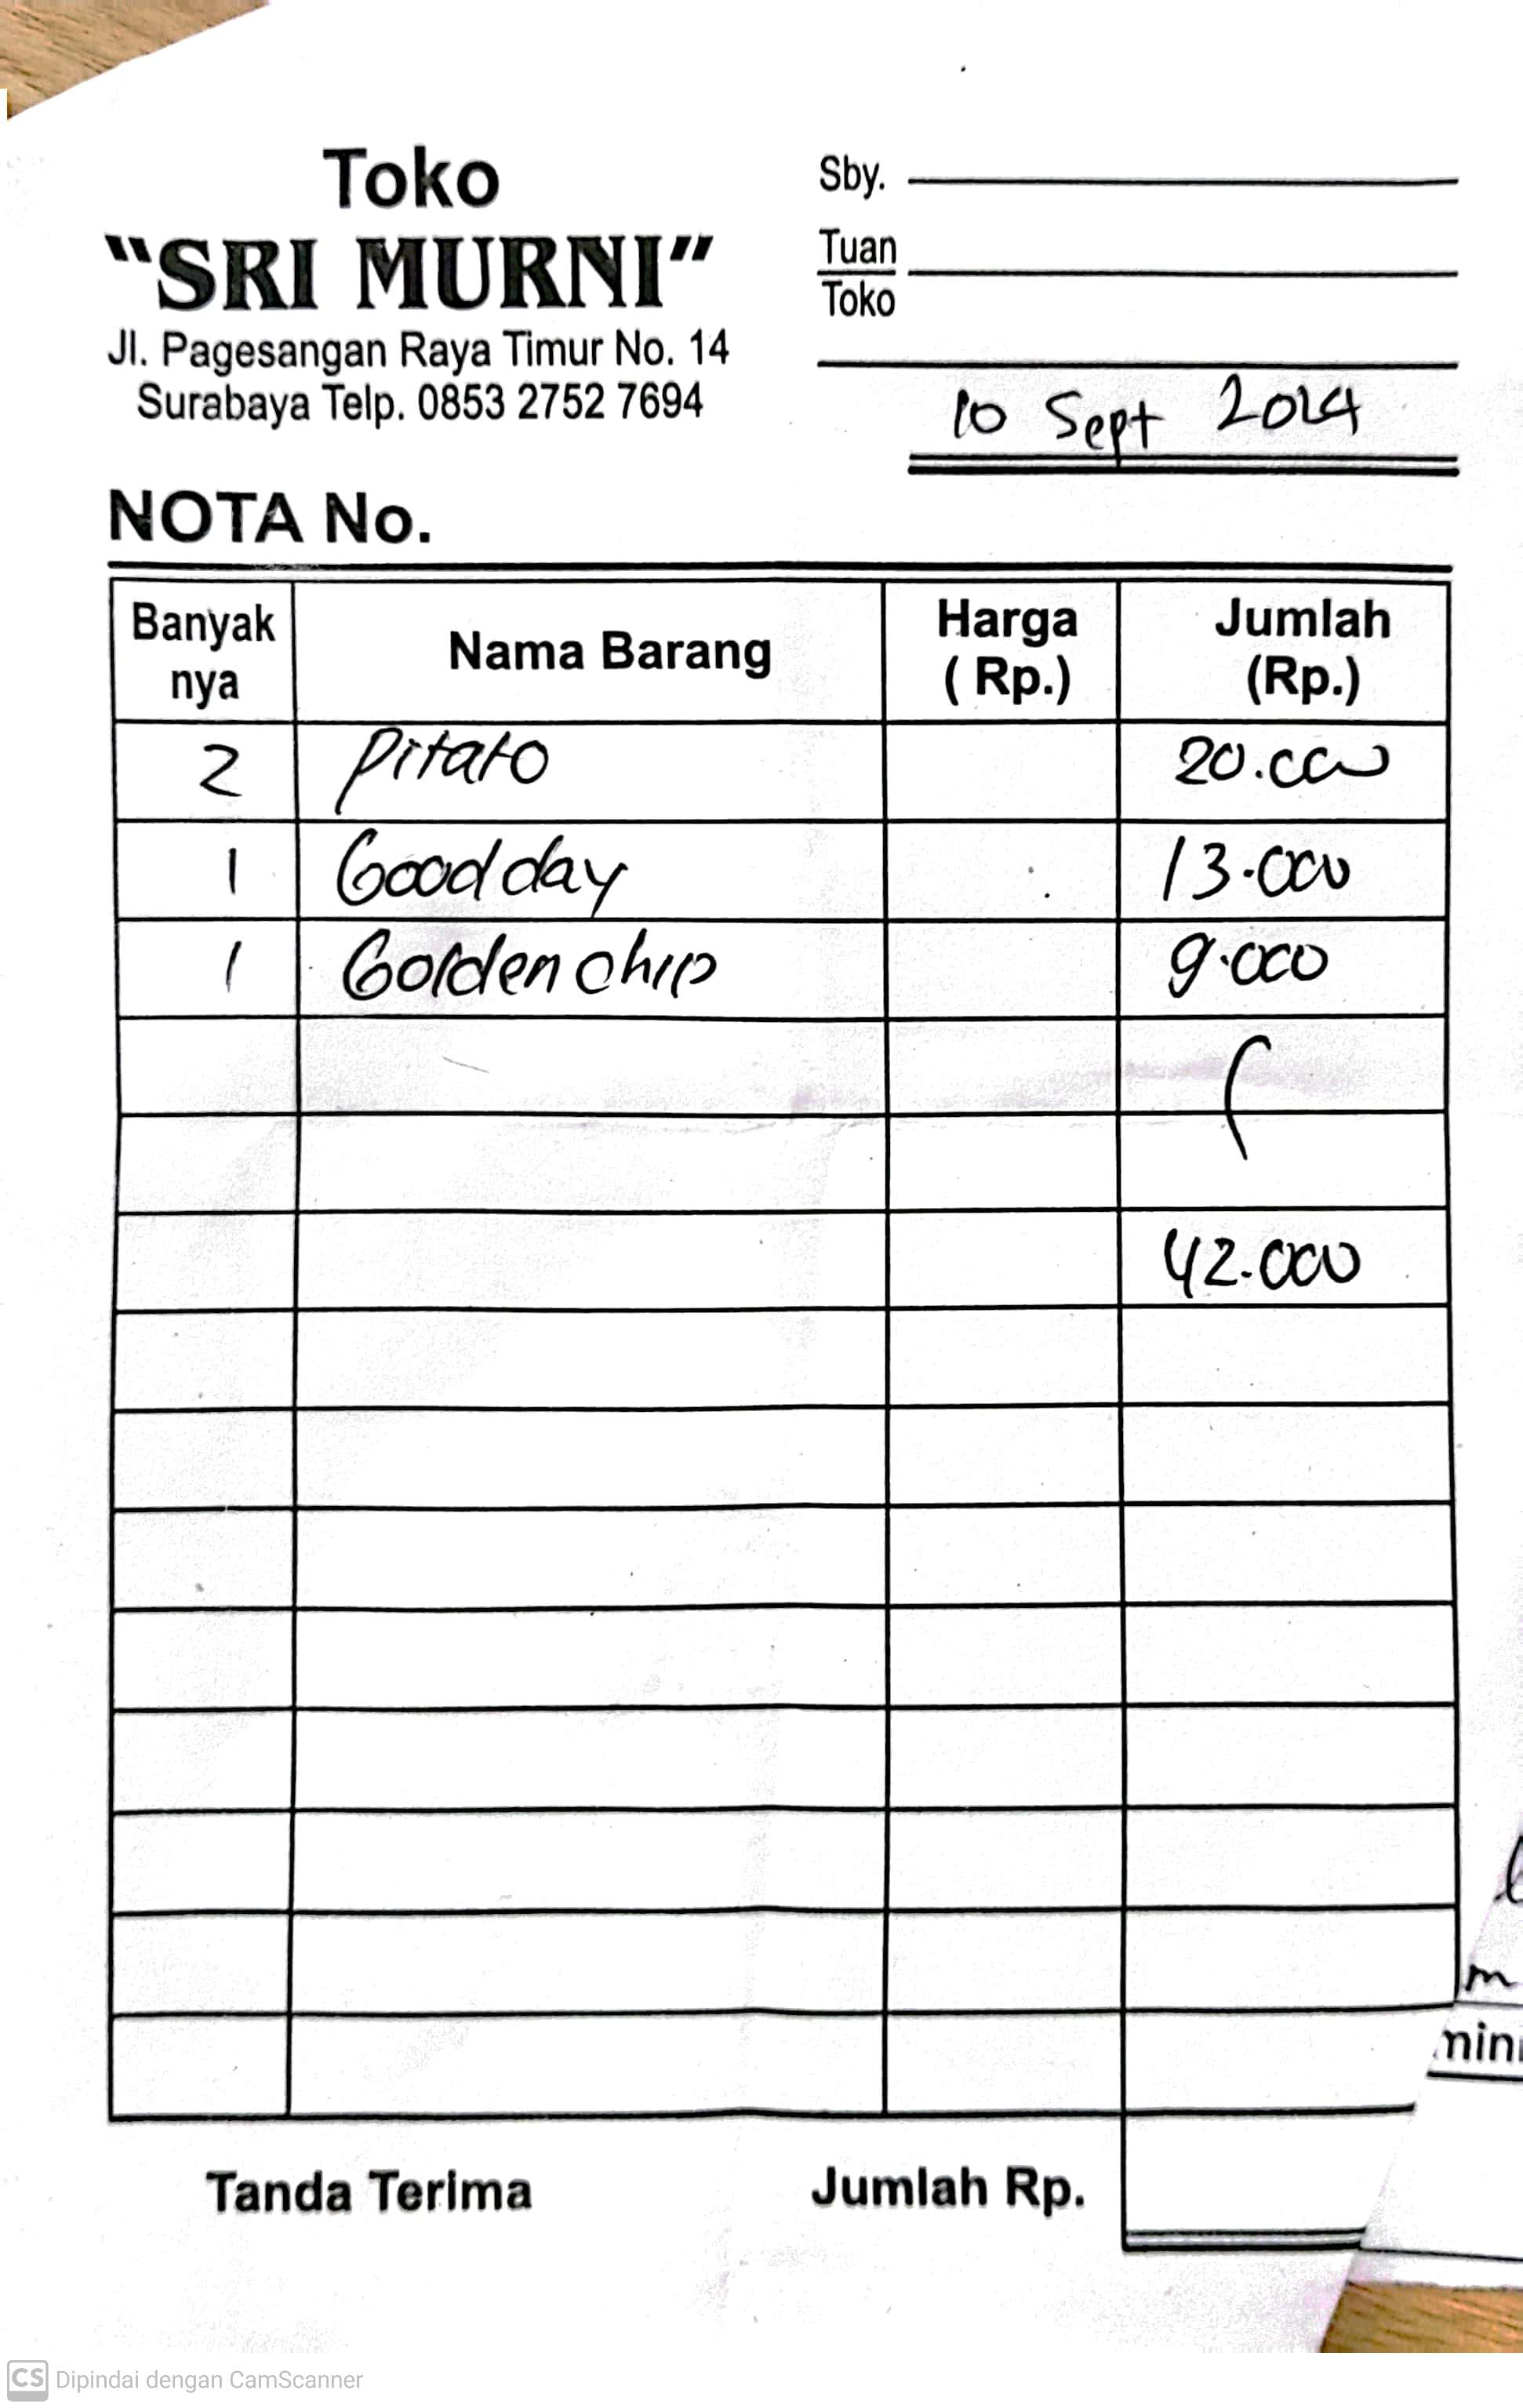 Toko
"SRI MURNI"
Jl. Pagesangan Raya Timur No. 14
Surabaya Telp. 0853 2752 7694
Sby.
Tuan
Toko
10 Sept 2024
NOTA No.
Banyak nya Nama Barang Harga ( Rp.) Jumlah (Rp.)
2 Pitato 20.000
1 Good day 13.000
1 Golden chip 9.000
42.000
Tanda Terima Jumlah Rp.
m
CS Dipindai dengan CamScanner